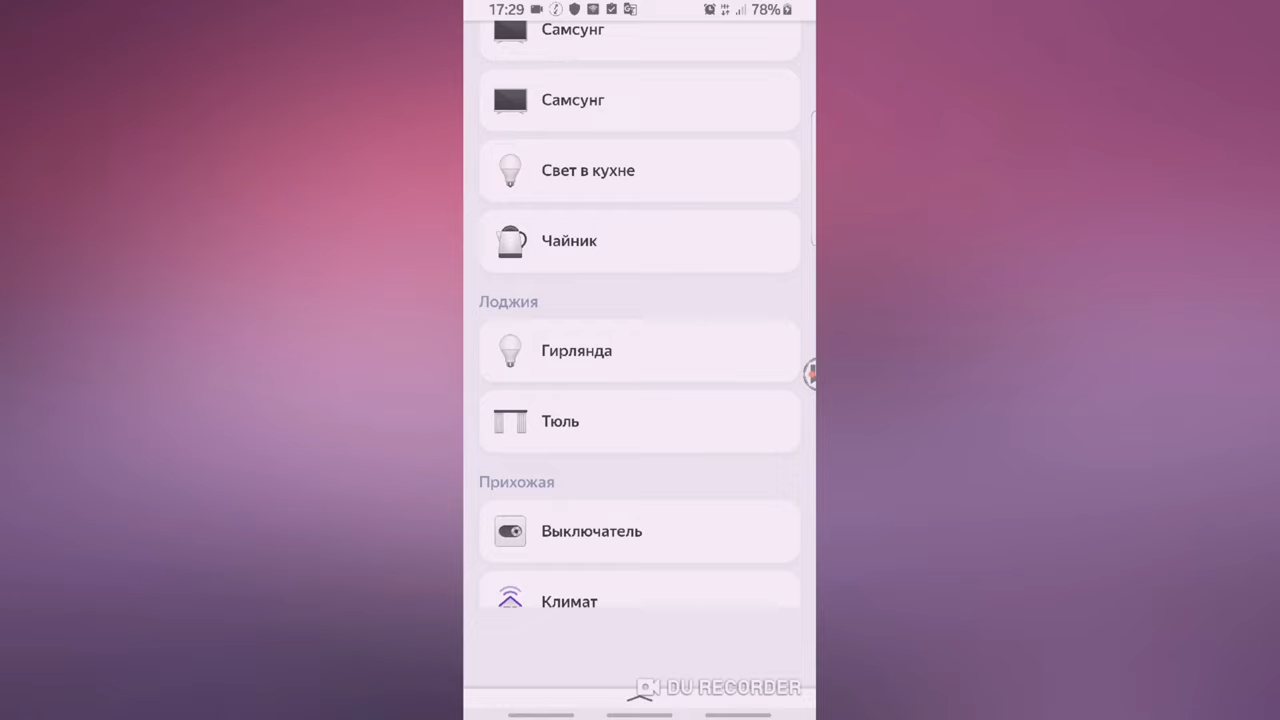 17:29 78%
Самсунг
Самсунг
Свет в кухне
Чайник
Лоджия
Гирлянда
Тюль
Прихожая
Выключатель
Климат
DU RECORDER